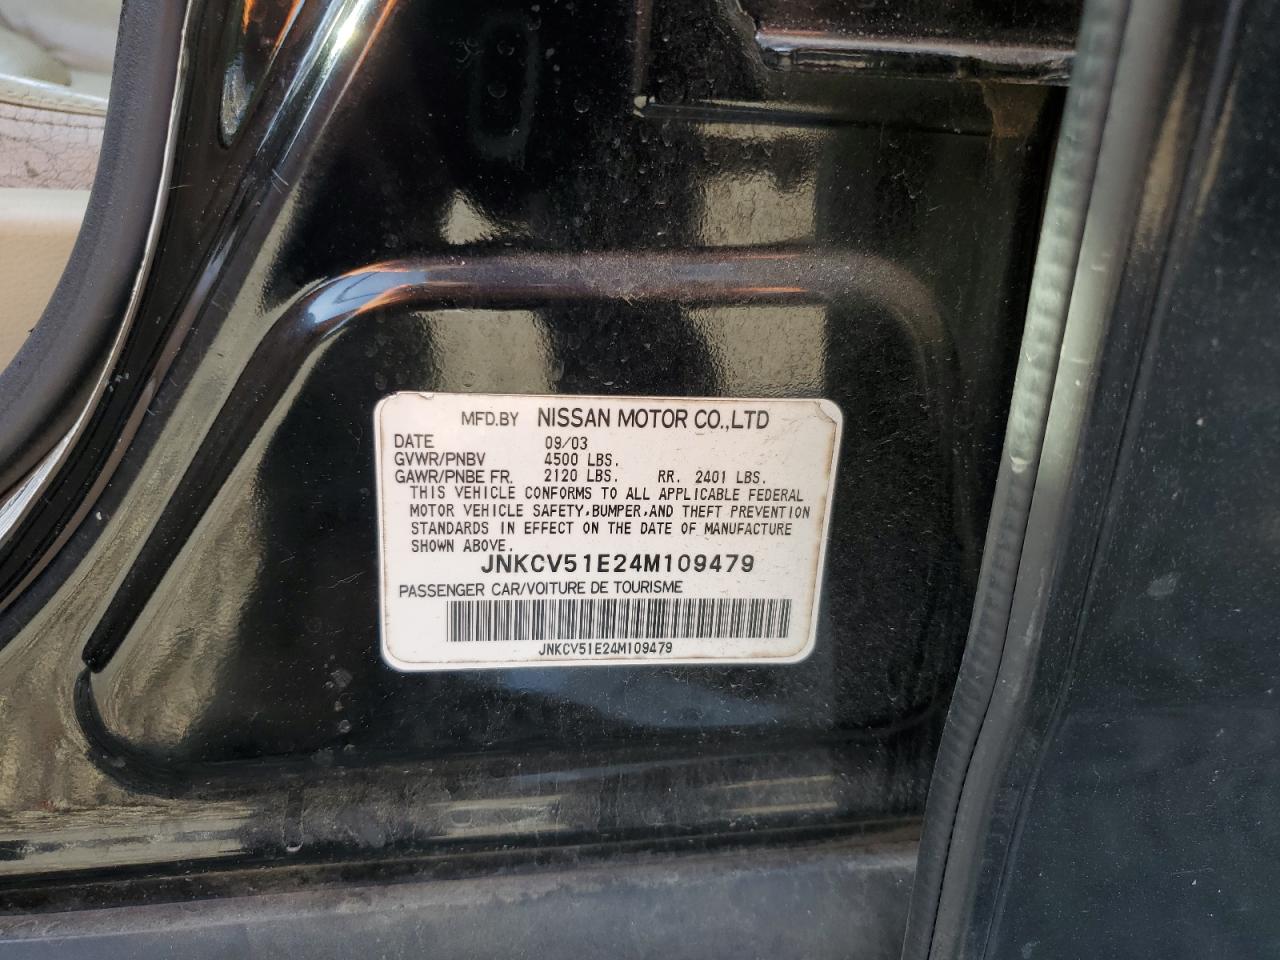 MFD.BY NISSAN MOTOR CO.,LTD
DATE 09/03
GVWR/PNBV 4500 LBS.
GAWR/PNBE FR. 2120 LBS. RR. 2401 LBS.
THIS VEHICLE CONFORMS TO ALL APPLICABLE FEDERAL
MOTOR VEHICLE SAFETY,BUMPER,AND THEFT PREVENTION
STANDARDS IN EFFECT ON THE DATE OF MANUFACTURE
SHOWN ABOVE.
JNKCV51E24M109479
PASSENGER CAR/VOITURE DE TOURISME
JNKCV51E24M109479